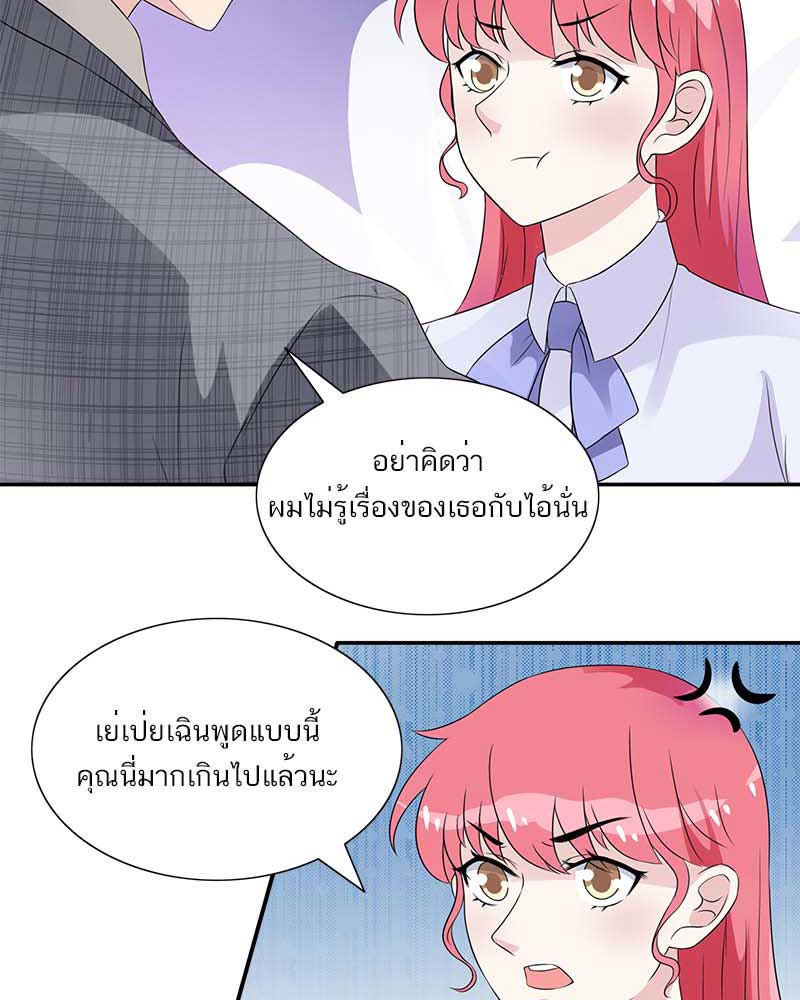 อย่าคิดว่า
ผมไม่รู้เรื่องของเธอกับไอ้นั่น
เย่เป่ยเฉินพูดแบบนี้
คุณนี่มากเกินไปแล้วนะ